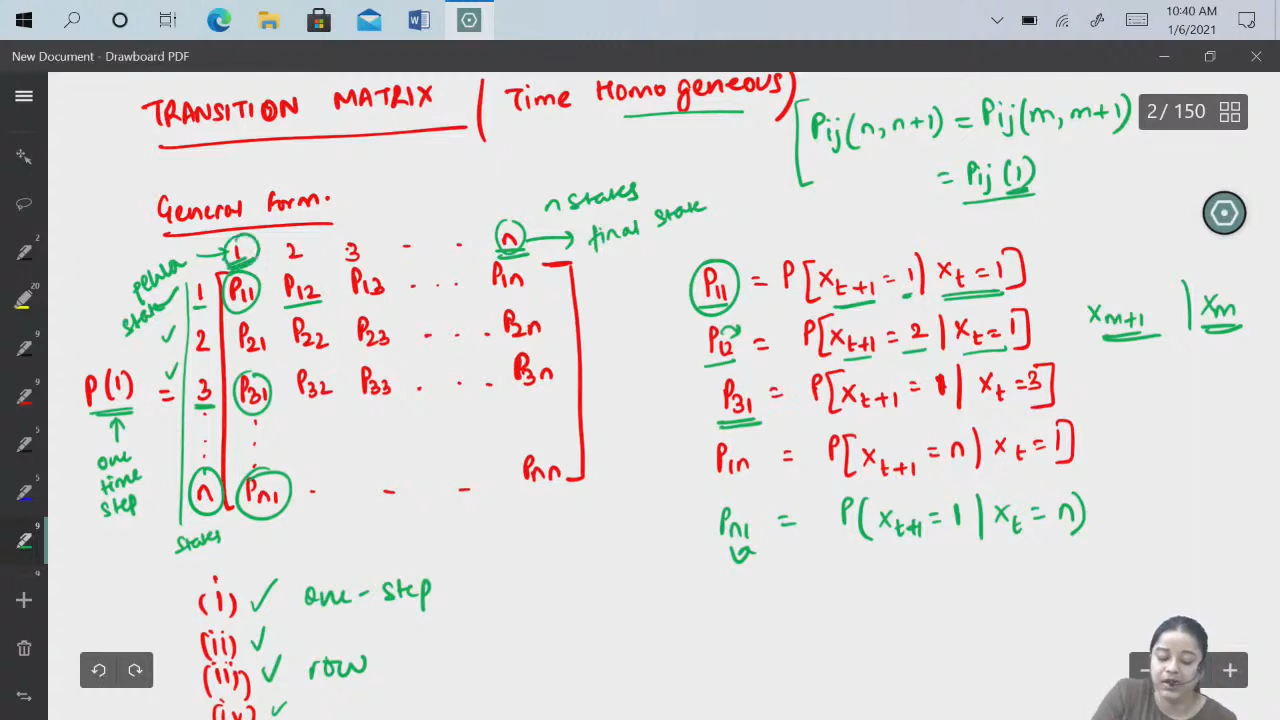 10:40 AM
1/6/2021
New Document - Drawboard PDF
TRANSITION MATRIX ( Time Homogeneous )
[ Pij(n, n+1) = Pij(m, m+1)
= Pij (1)
2 / 150
General Form.
n states
final state
pehla state
1 2 3 - . . n
1 P11 P12 P13 . . . . P1n
2 P21 P22 P23 . . . . P2n
P(1) = 3 P31 P32 P33 . . . P3n
n Pn1 . - - - Pnn
one time step
states
P11 = P[Xt+1 = 1 | Xt = 1]
P12 = P[Xt+1 = 2 | Xt = 1]
P31 = P[Xt+1 = 1 | Xt = 3]
P1n = P[Xt+1 = n | Xt = 1]
Pn1 = P(Xt+1 = 1 | Xt = n)
Xm+1 | Xm
(i) ✓ one-step
(ii) ✓
(iii) ✓ row
(iv) ✓